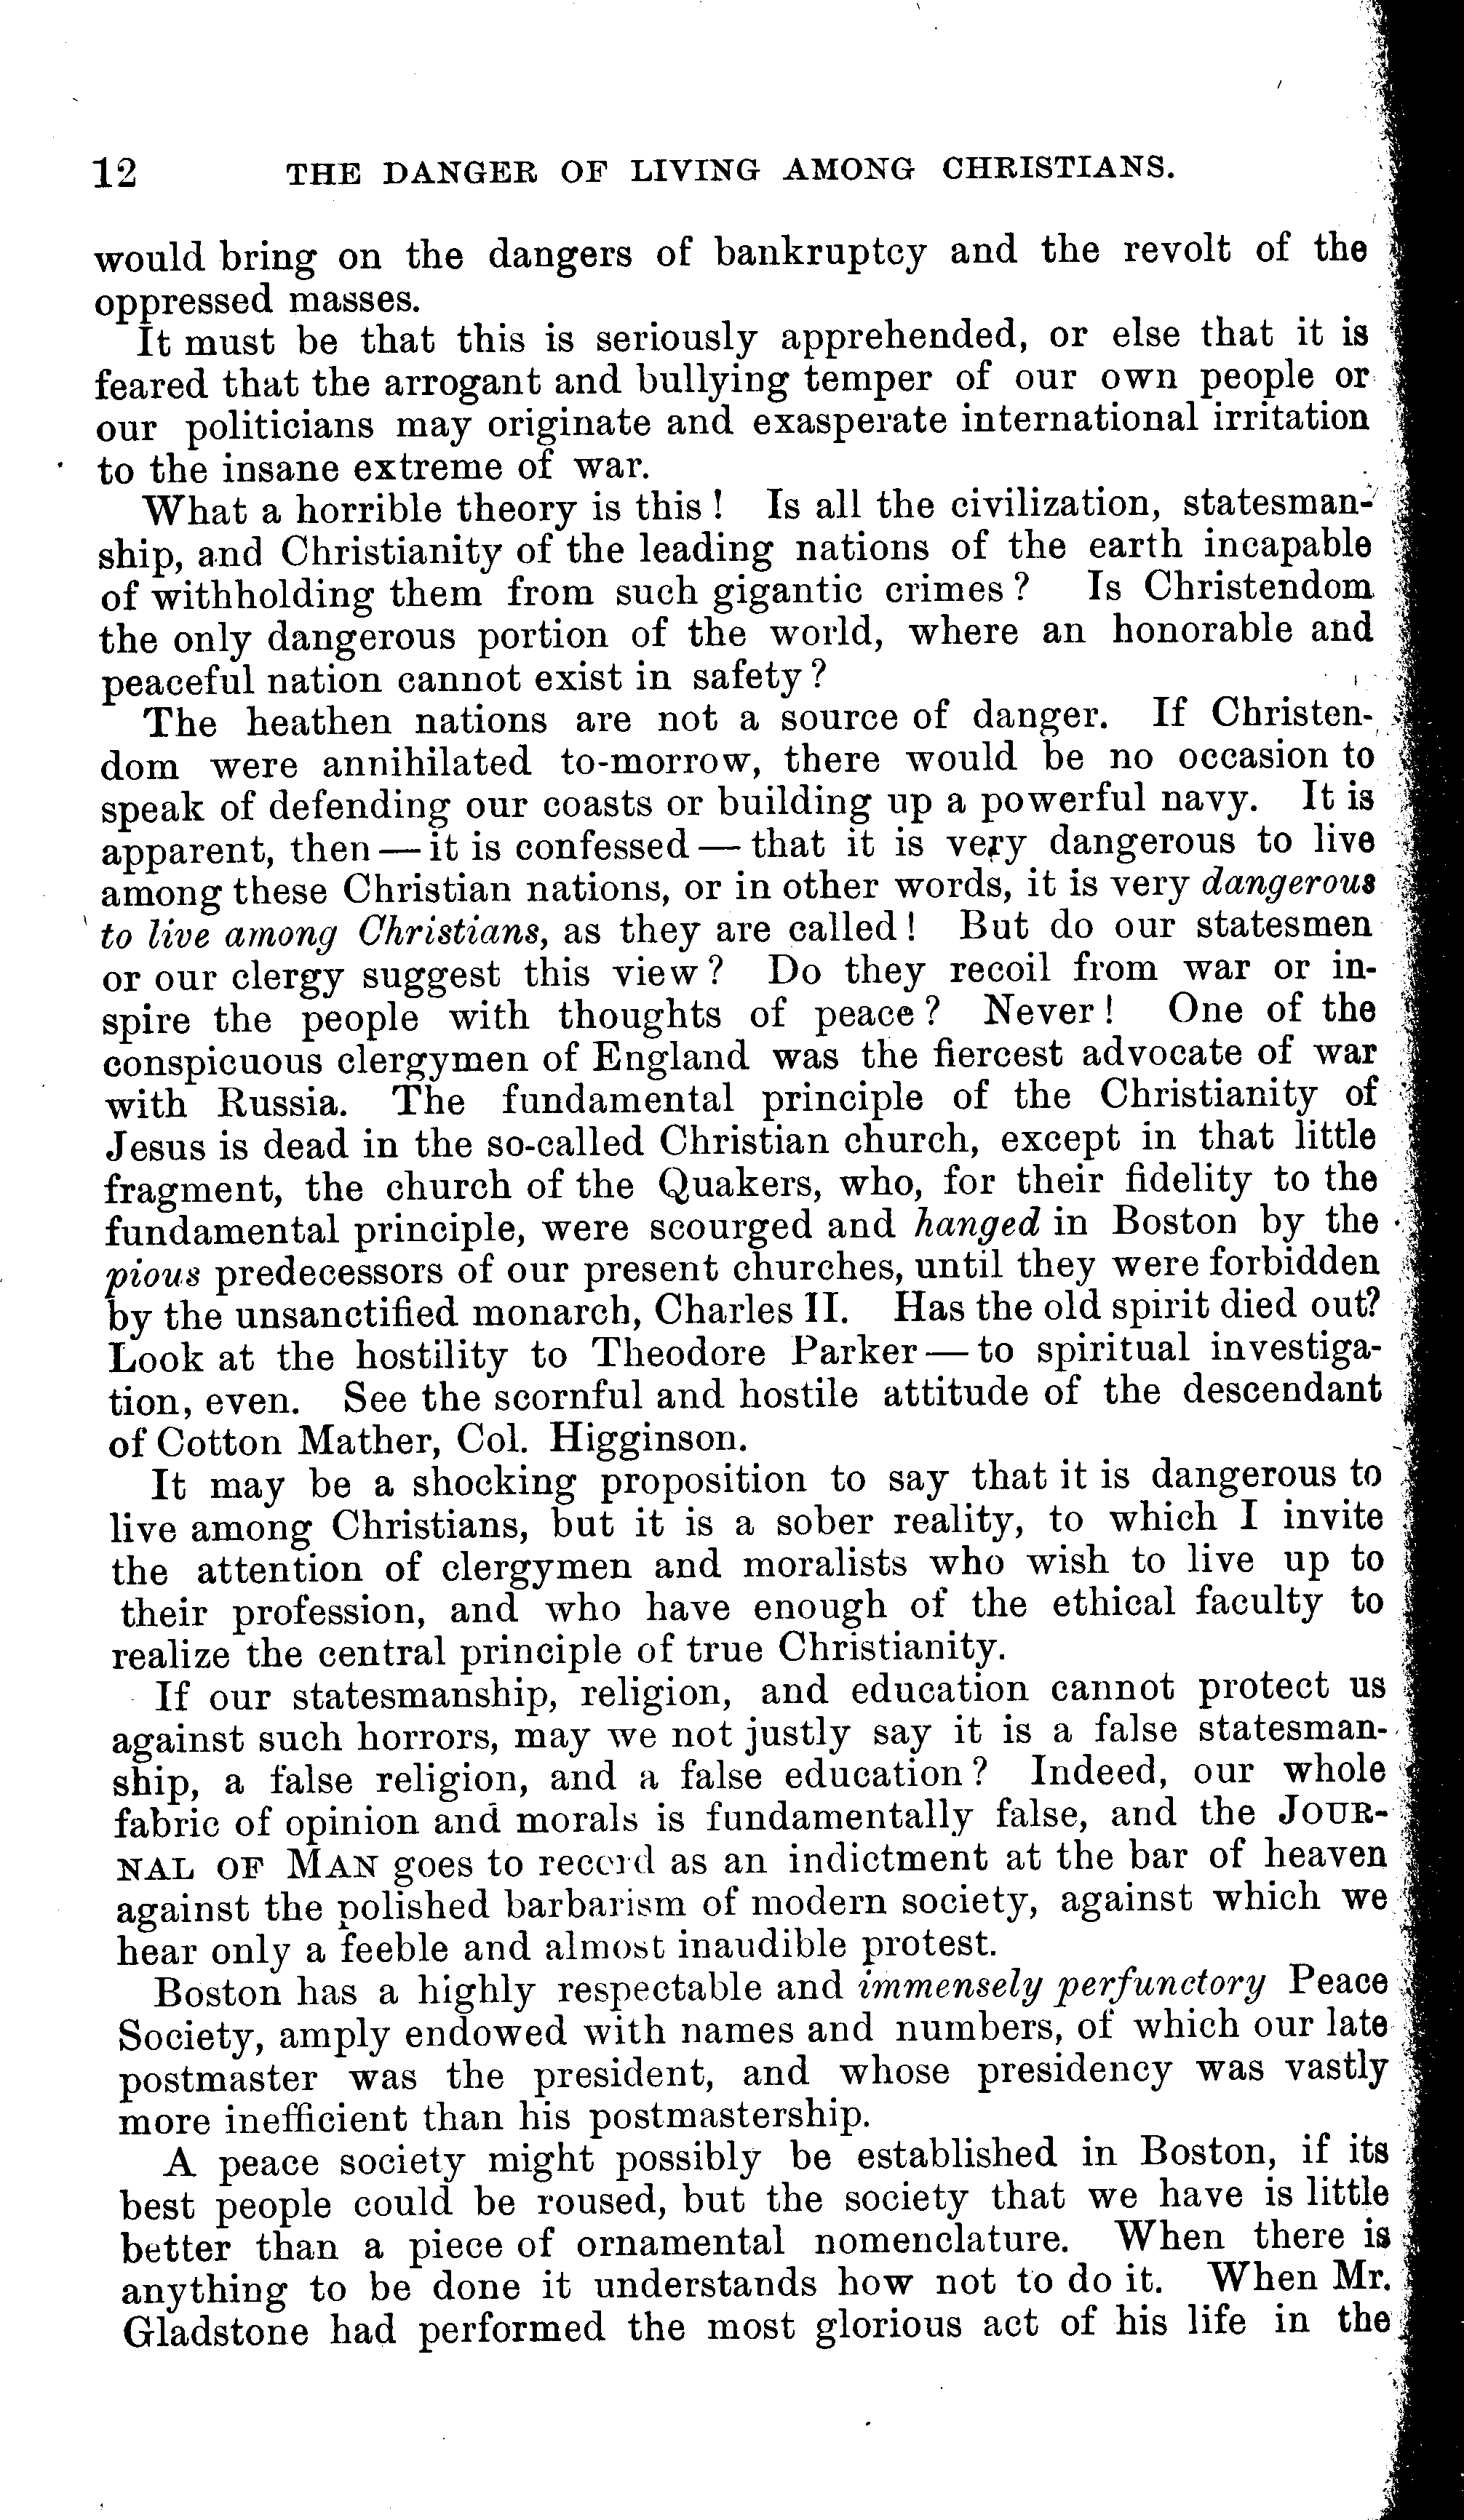 12 THE DANGER OF LIVING AMONG CHRISTIANS.
would bring on the dangers of bankruptcy and the revolt of the
oppressed masses.
It must be that this is seriously apprehended, or else that it is
feared that the arrogant and bullying temper of our own people or
our politicians may originate and exasperate international irritation
to the insane extreme of war.
What a horrible theory is this! Is all the civilization, statesman-
ship, and Christianity of the leading nations of the earth incapable
of withholding them from such gigantic crimes? Is Christendom
the only dangerous portion of the world, where an honorable and
peaceful nation cannot exist in safety?
The heathen nations are not a source of danger. If Christen-
dom were annihilated to-morrow, there would be no occasion to
speak of defending our coasts or building up a powerful navy. It is
apparent, then — it is confessed — that it is very dangerous to live
among these Christian nations, or in other words, it is very dangerous
to live among Christians, as they are called! But do our statesmen
or our clergy suggest this view? Do they recoil from war or in-
spire the people with thoughts of peace? Never! One of the
conspicuous clergymen of England was the fiercest advocate of war
with Russia. The fundamental principle of the Christianity of
Jesus is dead in the so-called Christian church, except in that little
fragment, the church of the Quakers, who, for their fidelity to the
fundamental principle, were scourged and hanged in Boston by the
pious predecessors of our present churches, until they were forbidden
by the unsanctified monarch, Charles II. Has the old spirit died out?
Look at the hostility to Theodore Parker — to spiritual investiga-
tion, even. See the scornful and hostile attitude of the descendant
of Cotton Mather, Col. Higginson.
It may be a shocking proposition to say that it is dangerous to
live among Christians, but it is a sober reality, to which I invite
the attention of clergymen and moralists who wish to live up to
their profession, and who have enough of the ethical faculty to
realize the central principle of true Christianity.
If our statesmanship, religion, and education cannot protect us
against such horrors, may we not justly say it is a false statesman-
ship, a false religion, and a false education? Indeed, our whole
fabric of opinion and morals is fundamentally false, and the JOUR-
NAL OF MAN goes to record as an indictment at the bar of heaven
against the polished barbarism of modern society, against which we
hear only a feeble and almost inaudible protest.
Boston has a highly respectable and immensely perfunctory Peace
Society, amply endowed with names and numbers, of which our late
postmaster was the president, and whose presidency was vastly
more inefficient than his postmastership.
A peace society might possibly be established in Boston, if its
best people could be roused, but the society that we have is little
better than a piece of ornamental nomenclature. When there is
anything to be done it understands how not to do it. When Mr.
Gladstone had performed the most glorious act of his life in the